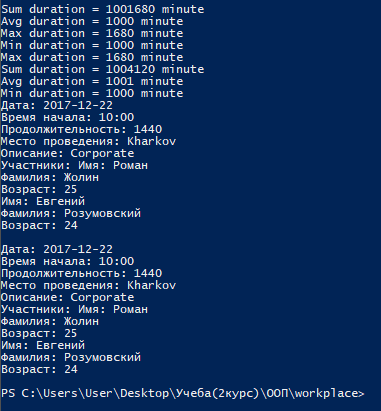 Sum duration = 1001680 minute
Avg duration = 1000 minute
Max duration = 1680 minute
Min duration = 1000 minute
Max duration = 1680 minute
Sum duration = 1004120 minute
Avg duration = 1001 minute
Min duration = 1000 minute
Дата: 2017-12-22
Время начала: 10:00
Продолжительность: 1440
Место проведения: Kharkov
Описание: Corporate
Участники: Имя: Роман
Фамилия: Жолин
Возраст: 25
Имя: Евгений
Фамилия: Розумовский
Возраст: 24
Дата: 2017-12-22
Время начала: 10:00
Продолжительность: 1440
Место проведения: Kharkov
Описание: Corporate
Участники: Имя: Роман
Фамилия: Жолин
Возраст: 25
Имя: Евгений
Фамилия: Розумовский
Возраст: 24
PS C:\Users\User\Desktop\Учеба(2курс)\ООП\workplace>